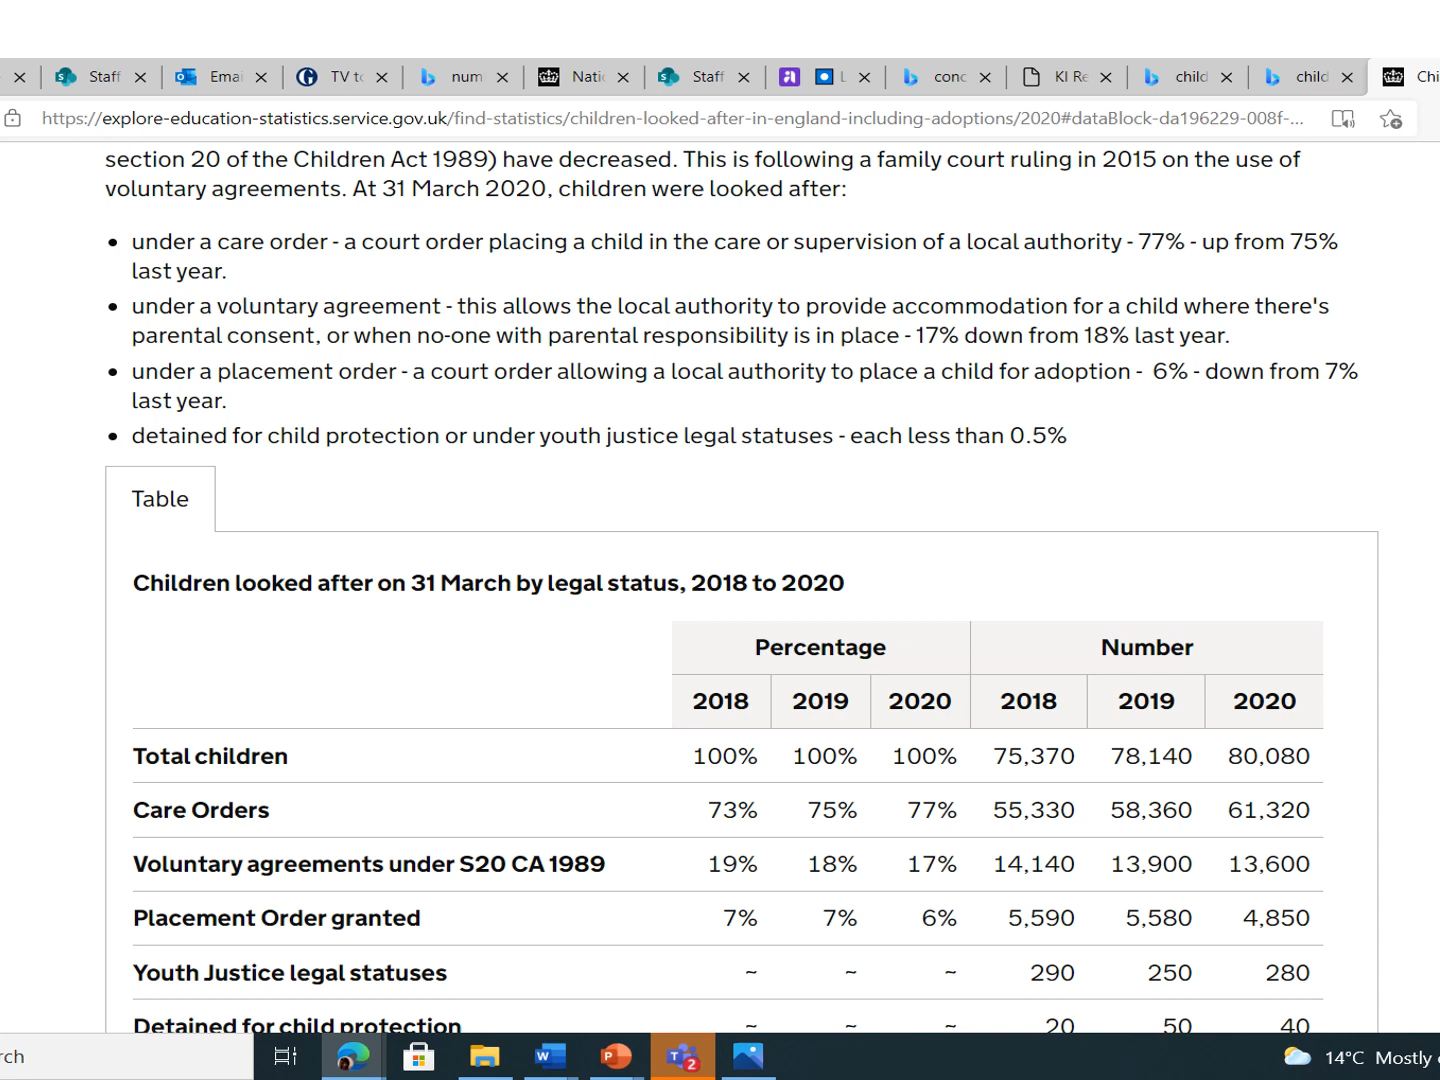 Staff
Emai
TV to
num
Natio
Staff
L
conc
KI Re
child
child
Chi
https://explore-education-statistics.service.gov.uk/find-statistics/children-looked-after-in-england-including-adoptions/2020#dataBlock-da196229-008f-...
section 20 of the Children Act 1989) have decreased. This is following a family court ruling in 2015 on the use of
voluntary agreements. At 31 March 2020, children were looked after:
• under a care order - a court order placing a child in the care or supervision of a local authority - 77% - up from 75%
last year.
• under a voluntary agreement - this allows the local authority to provide accommodation for a child where there's
parental consent, or when no-one with parental responsibility is in place - 17% down from 18% last year.
• under a placement order - a court order allowing a local authority to place a child for adoption - 6% - down from 7%
last year.
• detained for child protection or under youth justice legal statuses - each less than 0.5%
Table
Children looked after on 31 March by legal status, 2018 to 2020
Percentage Number
2018 2019 2020 2018 2019 2020
Total children 100% 100% 100% 75,370 78,140 80,080
Care Orders 73% 75% 77% 55,330 58,360 61,320
Voluntary agreements under S20 CA 1989 19% 18% 17% 14,140 13,900 13,600
Placement Order granted 7% 7% 6% 5,590 5,580 4,850
Youth Justice legal statuses ~ ~ ~ 290 250 280
Detained for child protection ~ ~ ~ 20 50 40
rch
2
14°C Mostly